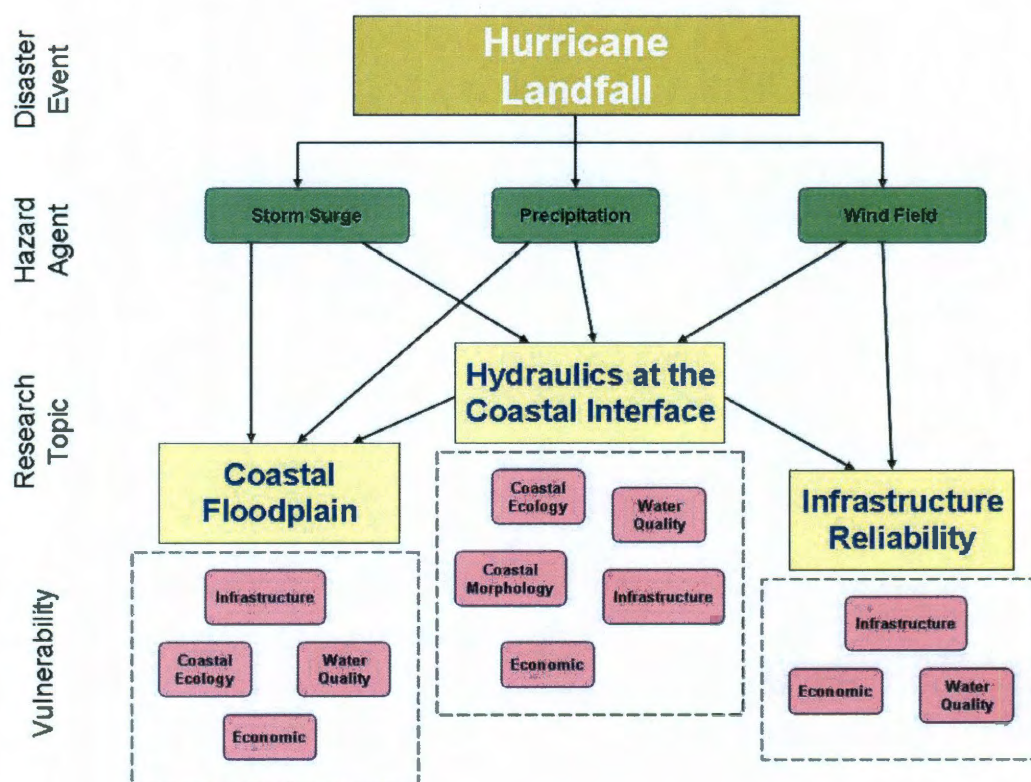 Disaster
Event
Hurricane
Landfall
Hazard
Agent
Storm Surge
Precipitation
Wind Field
Research
Topic
Hydraulics at the
Coastal Interface
Coastal
Floodplain
Infrastructure
Reliability
Vulnerability
Infrastructure
Coastal
Ecology
Water
Quality
Economic
Coastal
Ecology
Water
Quality
Coastal
Morphology
Infrastructure
Economic
Infrastructure
Economic
Water
Quality